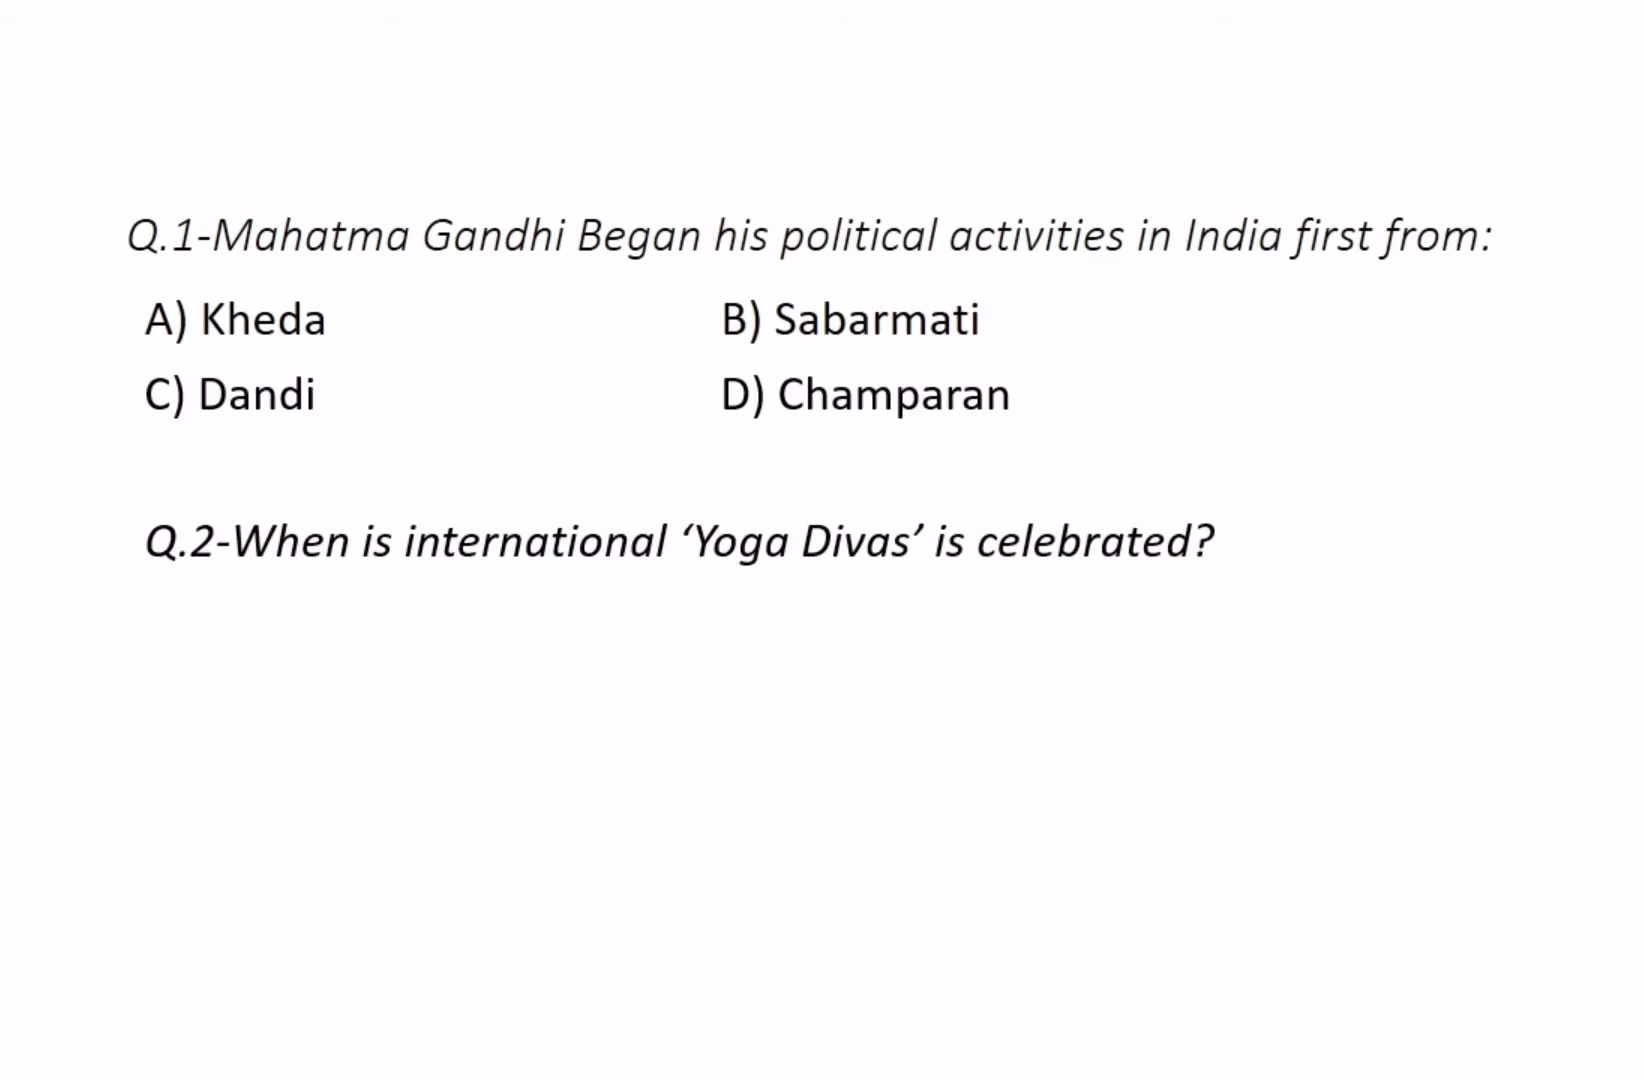 Q.1-Mahatma Gandhi Began his political activities in India first from:
A) Kheda B) Sabarmati
C) Dandi D) Champaran
Q.2-When is international ‘Yoga Divas’ is celebrated?